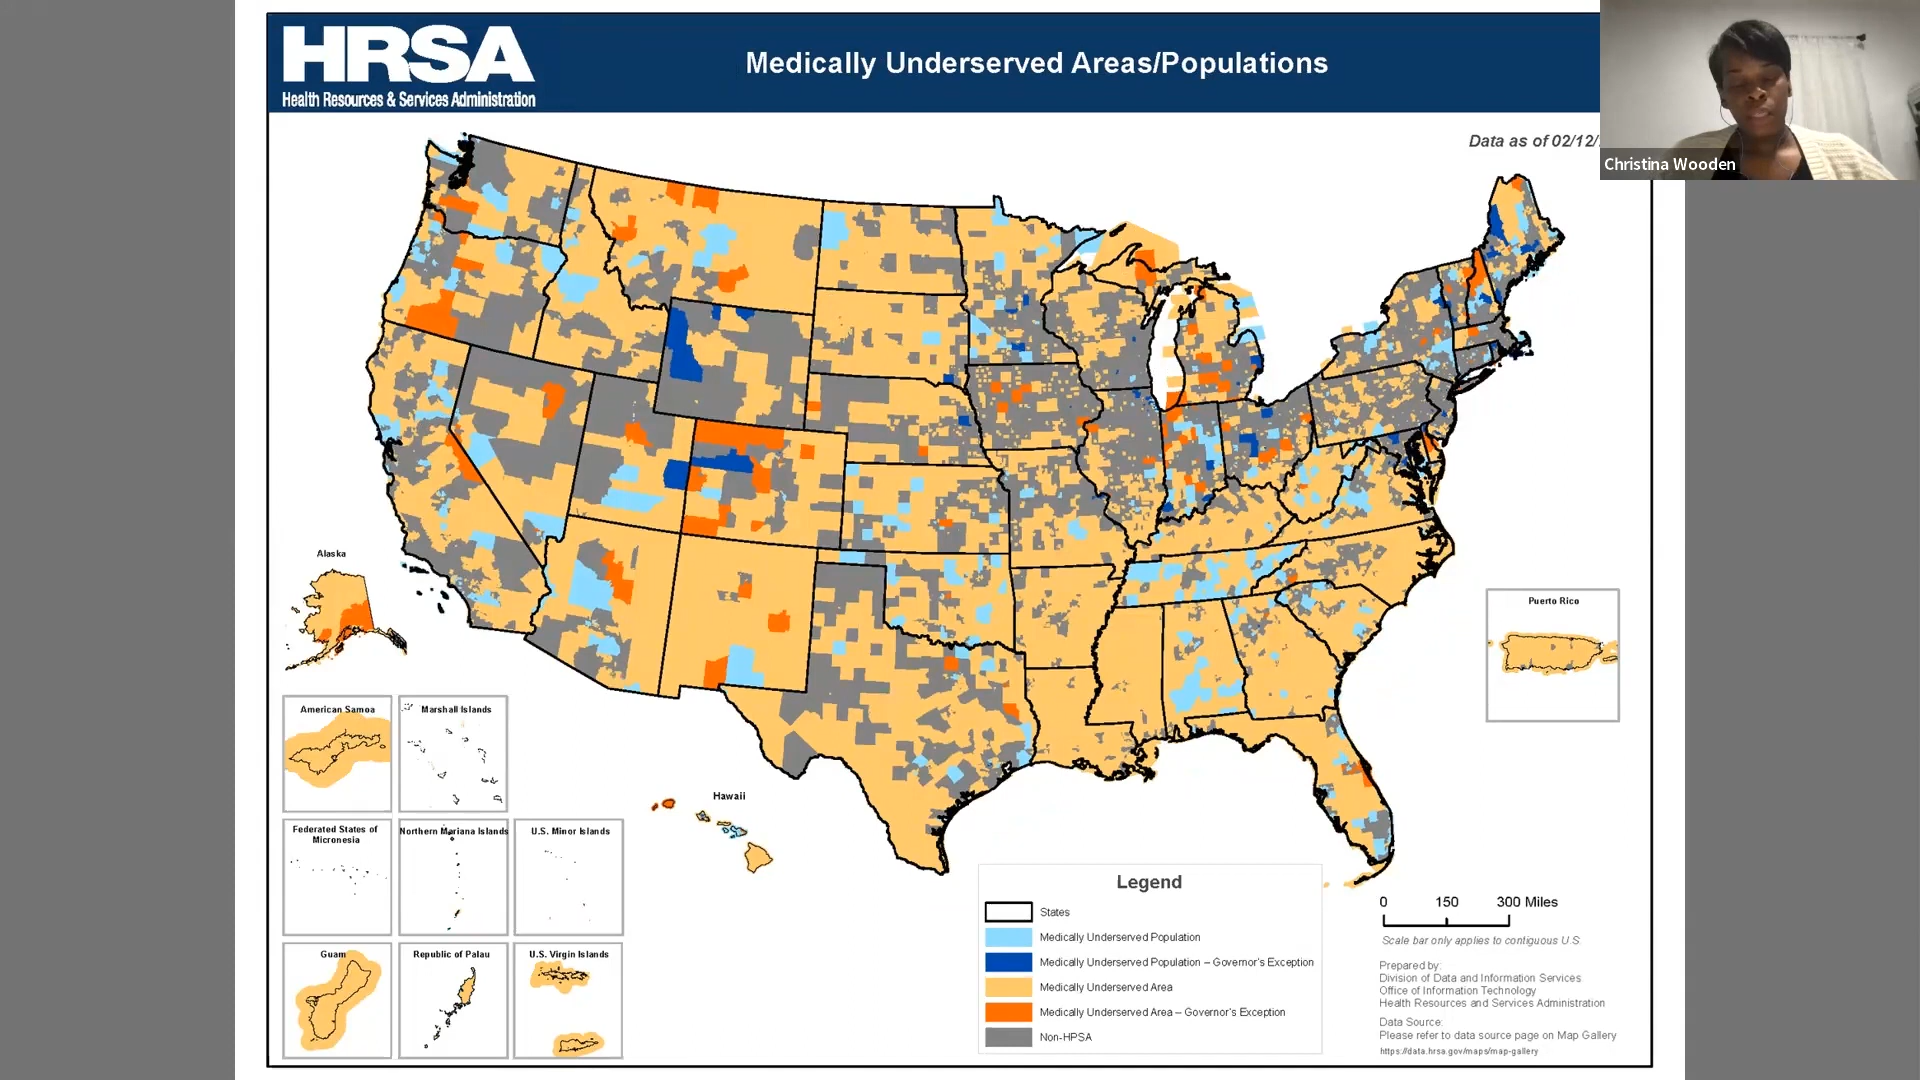 HRSA
Health Resources & Services Administration
Medically Underserved Areas/Populations
Data as of 02/12/
Christina Wooden
Alaska
Puerto Rico
American Samoa
Marshall Islands
Hawaii
Federated States of
Micronesia
Northern Mariana Islands
U.S. Minor Islands
Guam
Republic of Palau
U.S. Virgin Islands
Legend
States
Medically Underserved Population
Medically Underserved Population – Governor's Exception
Medically Underserved Area
Medically Underserved Area – Governor's Exception
Non-HPSA
0 150 300 Miles
Scale bar only applies to contiguous U.S.
Prepared by:
Division of Data and Information Services
Office of Information Technology
Health Resources and Services Administration
Data Source:
Please refer to data source page on Map Gallery
https://data.hrsa.gov/maps/map-gallery